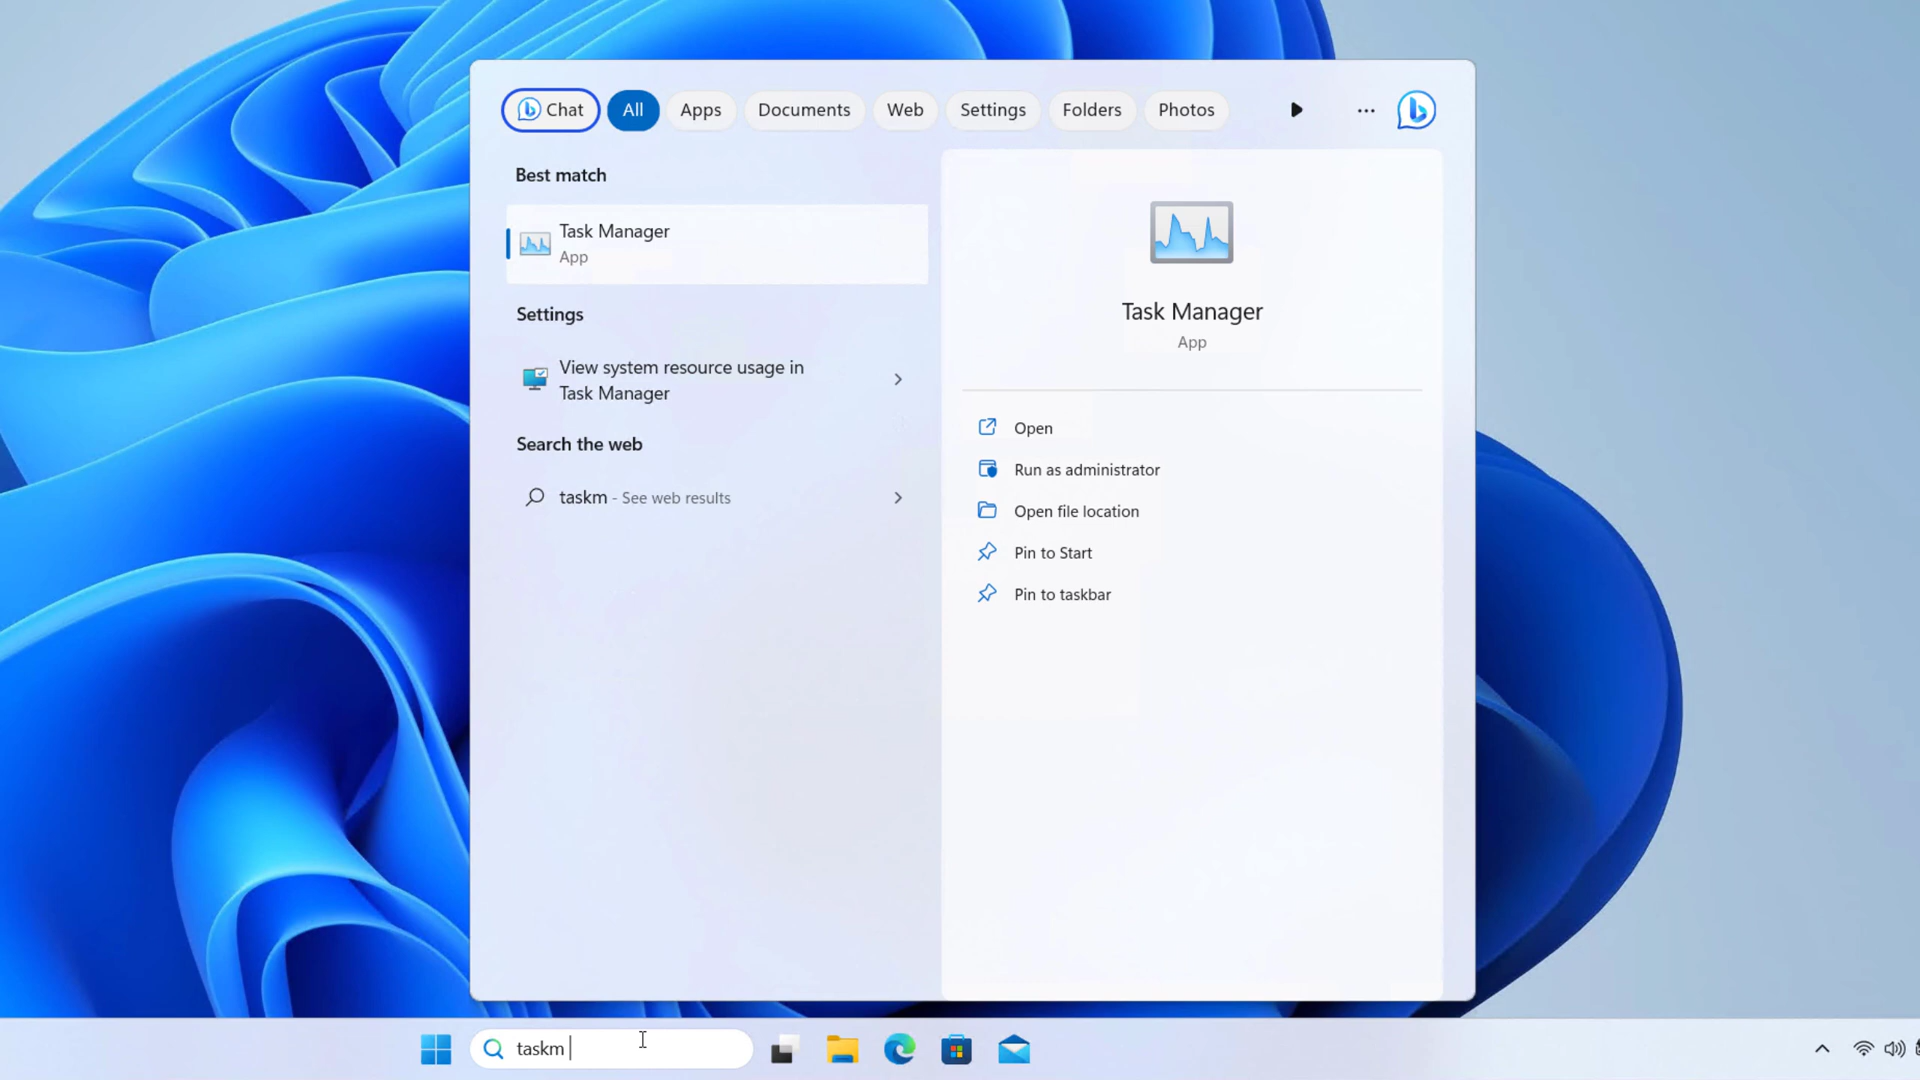 Chat
All
Apps
Documents
Web
Settings
Folders
Photos
Best match
Task Manager
App
Settings
View system resource usage in
Task Manager
Search the web
taskm - See web results
Task Manager
App
Open
Run as administrator
Open file location
Pin to Start
Pin to taskbar
taskm